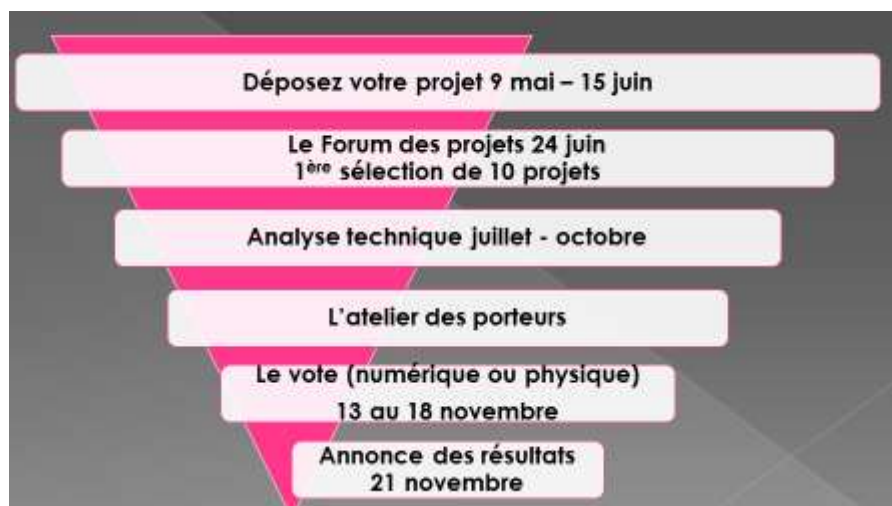 Déposez votre projet 9 mai – 15 juin
Le Forum des projets 24 juin
1ère sélection de 10 projets
Analyse technique juillet - octobre
L'atelier des porteurs
Le vote (numérique ou physique)
13 au 18 novembre
Annonce des résultats
21 novembre